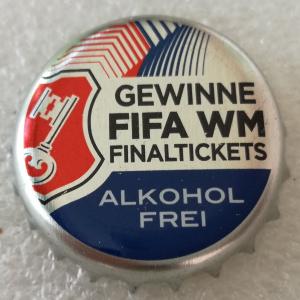 GEWINNE
FIFA WM
FINALTICKETS
ALKOHOL
FREI